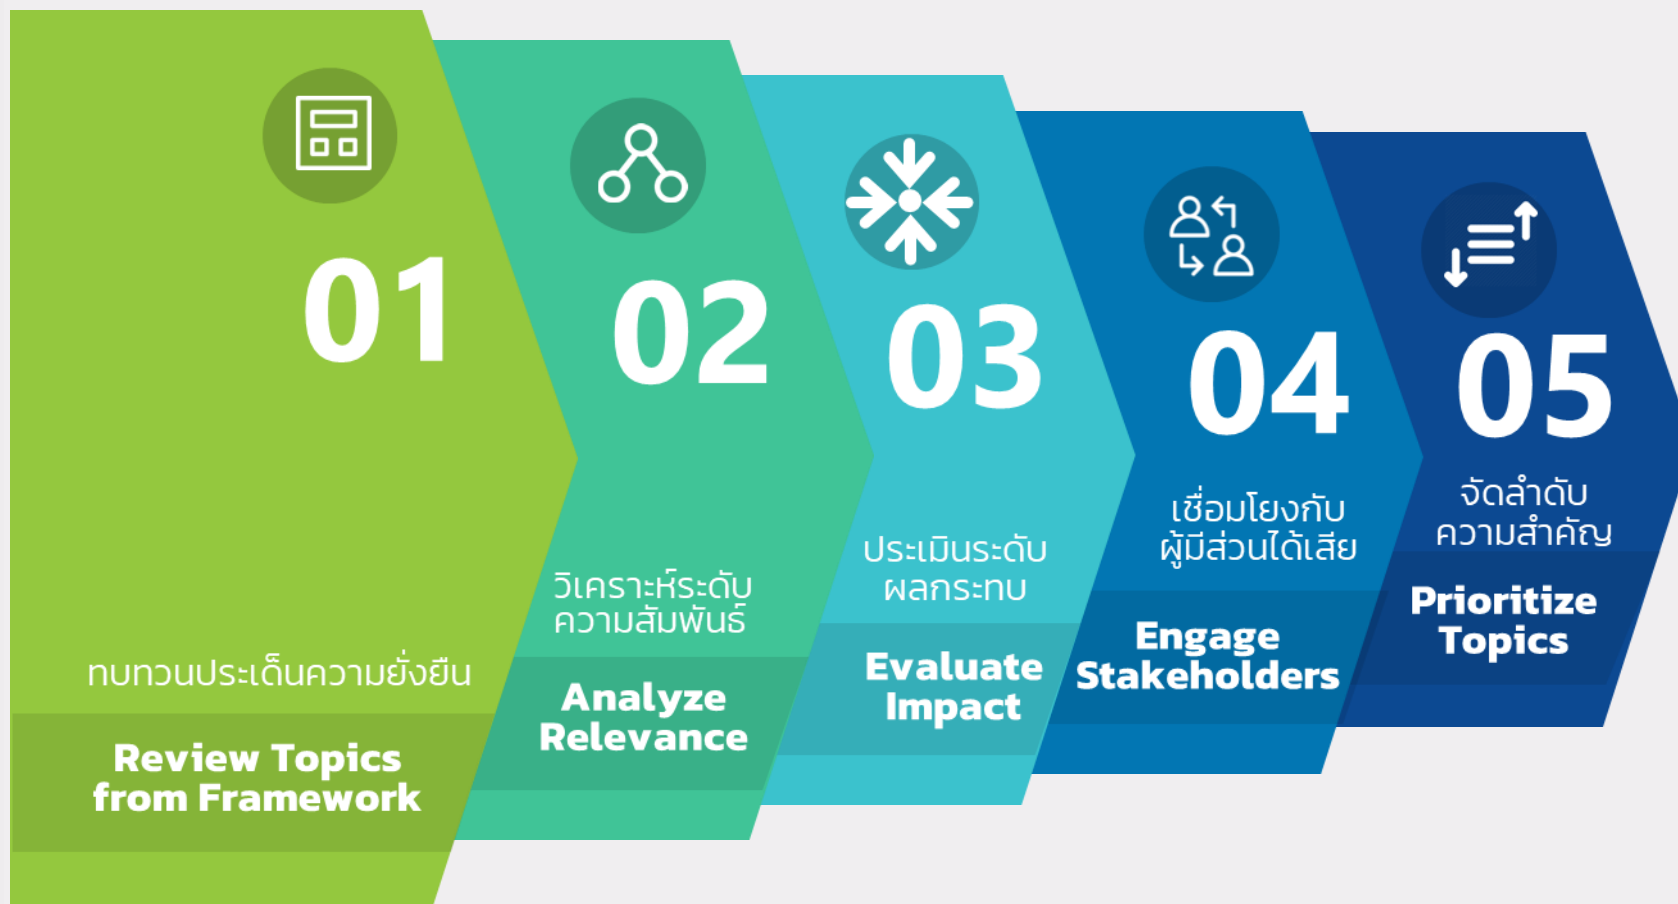 01
ทบทวนประเด็นความยั่งยืน
Review Topics
from Framework
02
วิเคราะห์ระดับ
ความสัมพันธ์
Analyze
Relevance
03
ประเมินระดับ
ผลกระทบ
Evaluate
Impact
04
เชื่อมโยงกับ
ผู้มีส่วนได้เสีย
Engage
Stakeholders
05
จัดลำดับ
ความสำคัญ
Prioritize
Topics